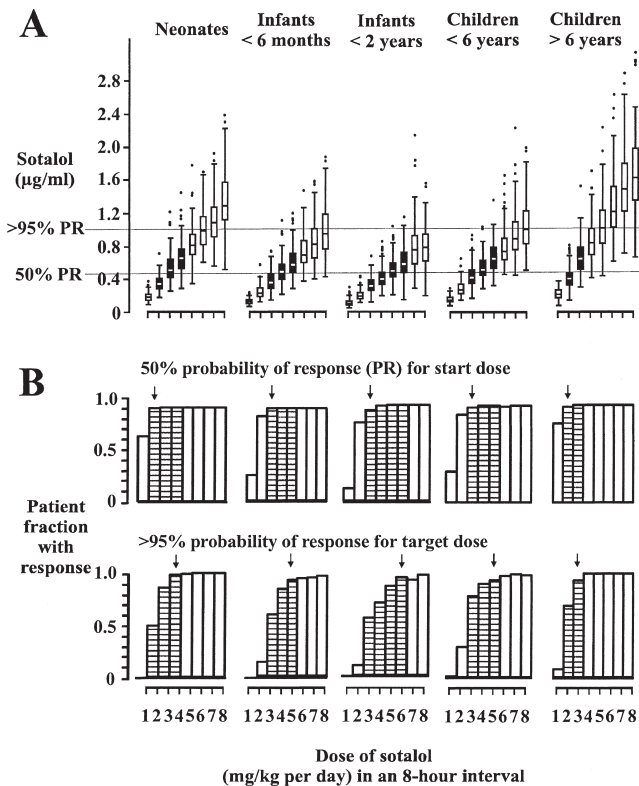 A
Neonates
Infants
< 6 months
Infants
< 2 years
Children
< 6 years
Children
> 6 years
Sotalol
(µg/ml)
2.8
2.4
2.0
1.6
1.2
>95% PR
0.8
50% PR
0.4
0
B
50% probability of response (PR) for start dose
1.0
0.5
0
Patient
fraction
with
response
>95% probability of response for target dose
1.0
0.5
0
12345678 12345678 12345678 12345678 12345678
Dose of sotalol
(mg/kg per day) in an 8-hour interval